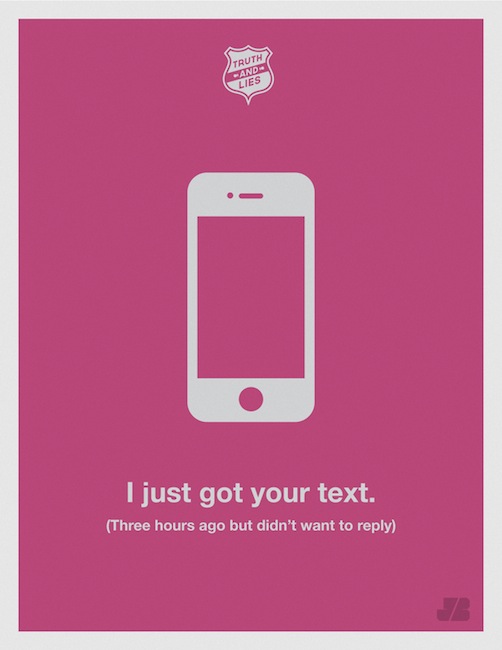 TRUTH
AND
LIES
I just got your text.
(Three hours ago but didn't want to reply)
JB